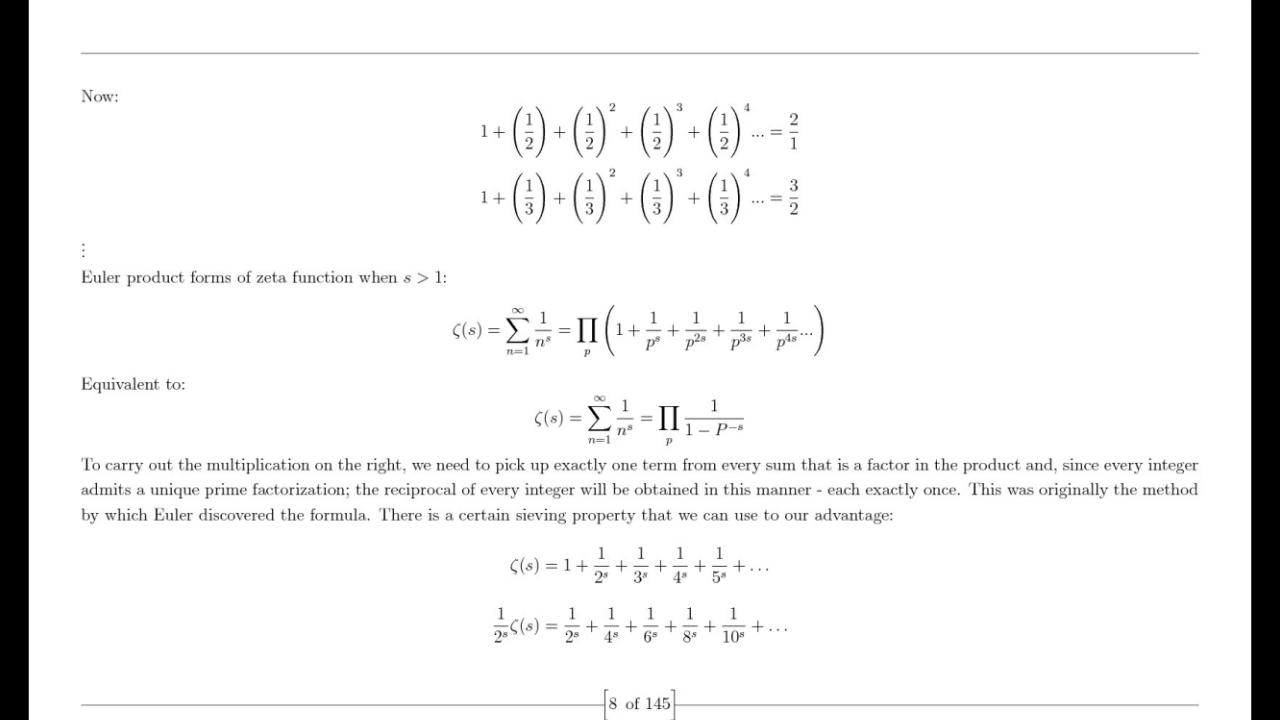 Now:
1 + (1/2) + (1/2)^2 + (1/2)^3 + (1/2)^4 ... = 2/1
1 + (1/3) + (1/3)^2 + (1/3)^3 + (1/3)^4 ... = 3/2
⋮
Euler product forms of zeta function when s > 1:
ζ(s) = ∑_{n=1}^{∞} 1/n^s = ∏_p (1 + 1/p^s + 1/p^{2s} + 1/p^{3s} + 1/p^{4s} ...)
Equivalent to:
ζ(s) = ∑_{n=1}^{∞} 1/n^s = ∏_p 1/(1 − P^{−s})
To carry out the multiplication on the right, we need to pick up exactly one term from every sum that is a factor in the product and, since every integer
admits a unique prime factorization; the reciprocal of every integer will be obtained in this manner - each exactly once. This was originally the method
by which Euler discovered the formula. There is a certain sieving property that we can use to our advantage:
ζ(s) = 1 + 1/2^s + 1/3^s + 1/4^s + 1/5^s + ...
1/2^s ζ(s) = 1/2^s + 1/4^s + 1/6^s + 1/8^s + 1/10^s + ...
[8 of 145]